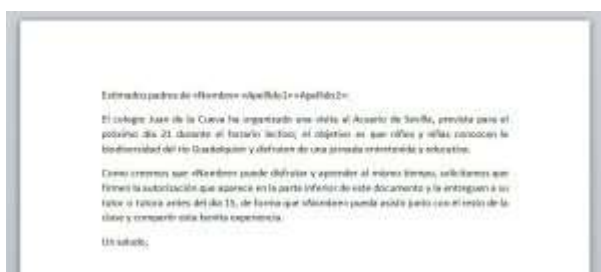 Estimados padres de «Nombre» «Apellido1» «Apellido2»:
El colegio Juan de la Cueva ha organizado una visita al Acuario de Sevilla, prevista para el
próximo día 21 durante el horario lectivo; el objetivo es que niños y niñas conozcan la
biodiversidad del río Guadalquivir y disfruten de una jornada entretenida y educativa.
Como creemos que «Nombre» puede disfrutar y aprender al mismo tiempo, solicitamos que
firmen la autorización que aparece en la parte inferior de este documento y la entreguen a su
tutor o tutora antes del día 15, de forma que «Nombre» pueda asistir junto con el resto de la
clase y compartir esta bonita experiencia.
Un saludo,